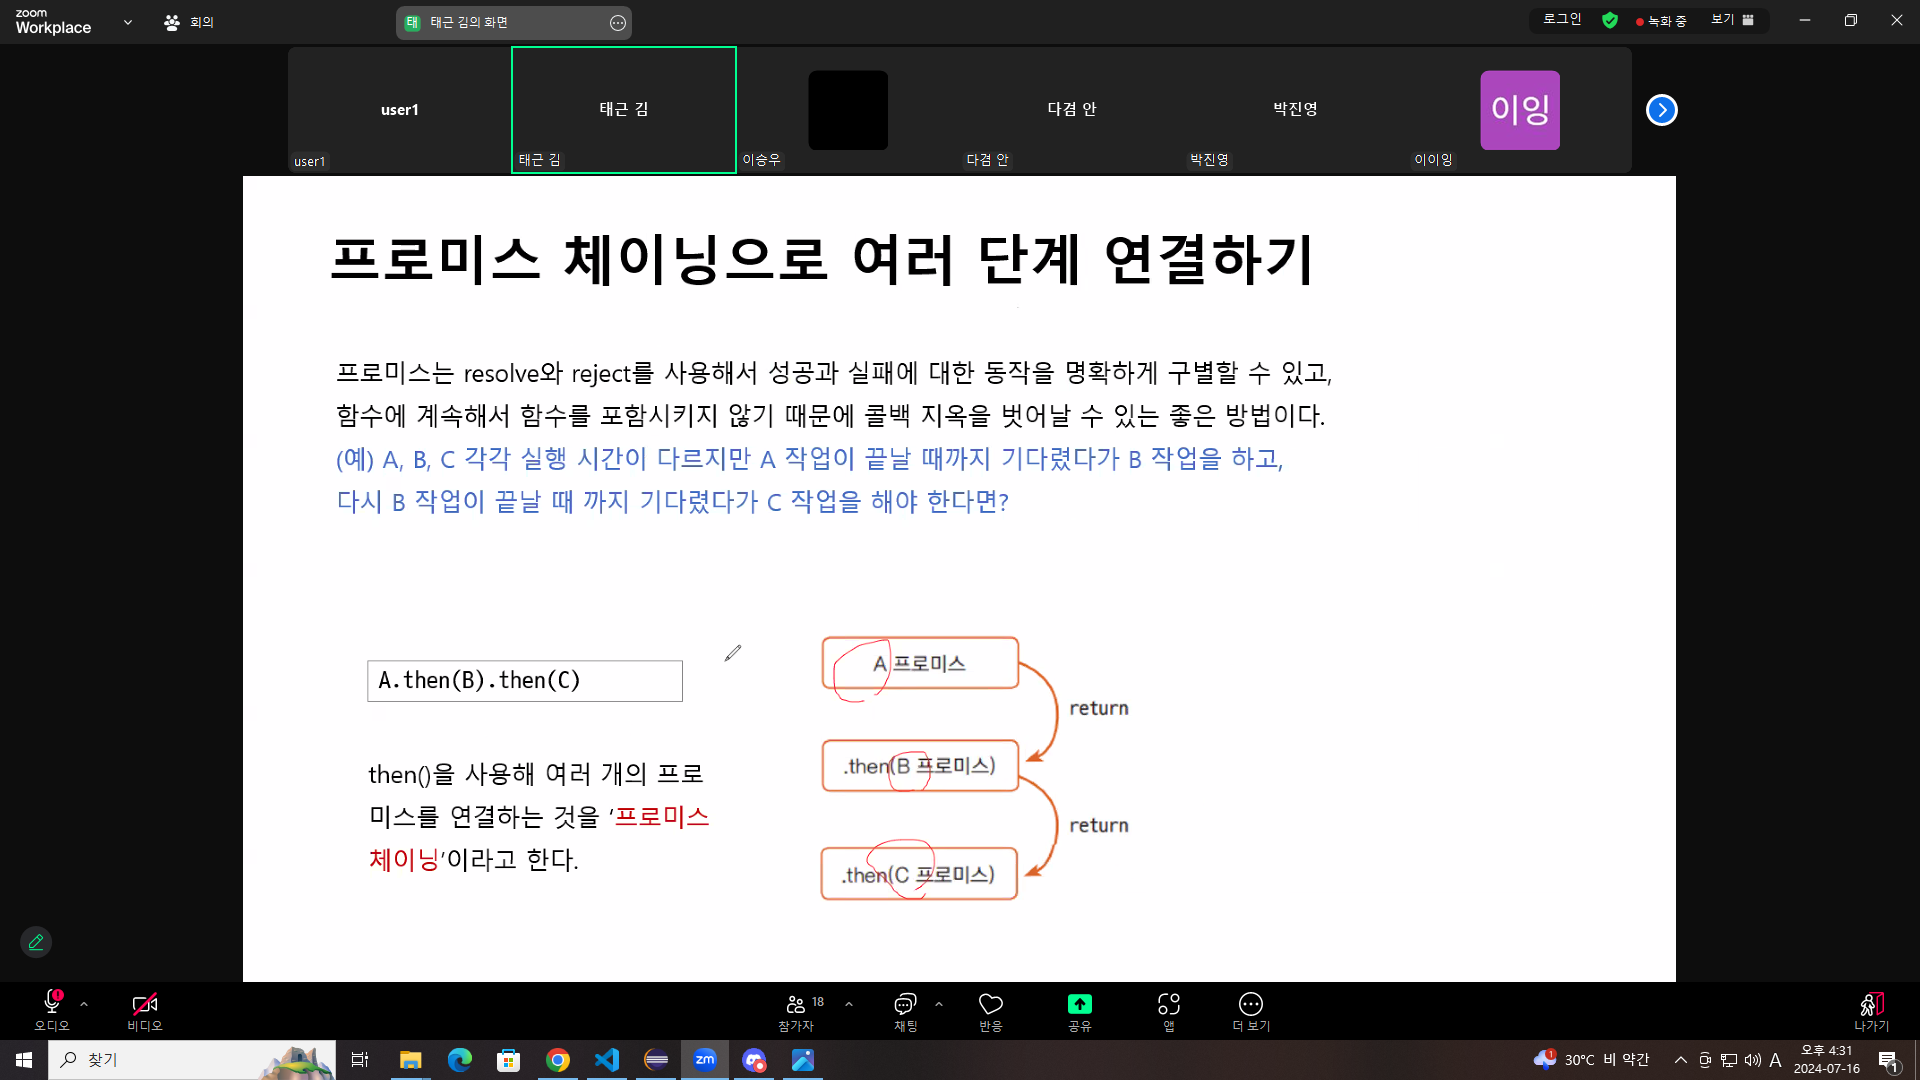 zoom
Workplace
회의
태
태근 김의 화면
로그인
녹화 중
보기
user1
태근 김
다겸 안
박진영
이잉
user1
태근 김
이승우
다겸 안
박진영
이이잉
프로미스 체이닝으로 여러 단계 연결하기
프로미스는 resolve와 reject를 사용해서 성공과 실패에 대한 동작을 명확하게 구별할 수 있고,
함수에 계속해서 함수를 포함시키지 않기 때문에 콜백 지옥을 벗어날 수 있는 좋은 방법이다.
(예) A, B, C 각각 실행 시간이 다르지만 A 작업이 끝날 때까지 기다렸다가 B 작업을 하고,
다시 B 작업이 끝날 때 까지 기다렸다가 C 작업을 해야 한다면?
A.then(B).then(C)
then()을 사용해 여러 개의 프로
미스를 연결하는 것을 '프로미스
체이닝'이라고 한다.
A 프로미스
return
.then(B 프로미스)
return
.then(C 프로미스)
오디오
비디오
18
참가자
채팅
반응
공유
앱
더 보기
나가기
찾기
zm
1
30°C 비 약간
A
오후 4:31
2024-07-16
1